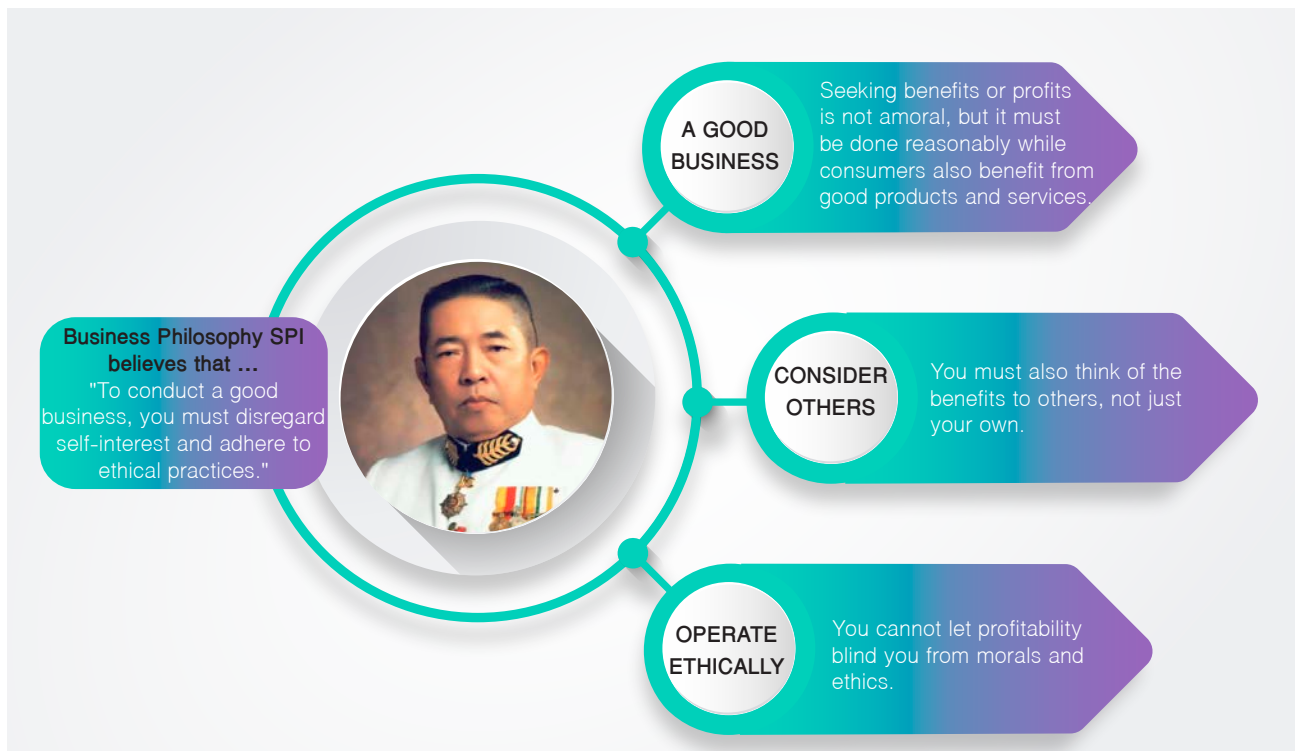 Business Philosophy SPI
believes that ...
"To conduct a good
business, you must disregard
self-interest and adhere to
ethical practices."
A GOOD
BUSINESS
Seeking benefits or profits
is not amoral, but it must
be done reasonably while
consumers also benefit from
good products and services.
CONSIDER
OTHERS
You must also think of the
benefits to others, not just
your own.
OPERATE
ETHICALLY
You cannot let profitability
blind you from morals and
ethics.